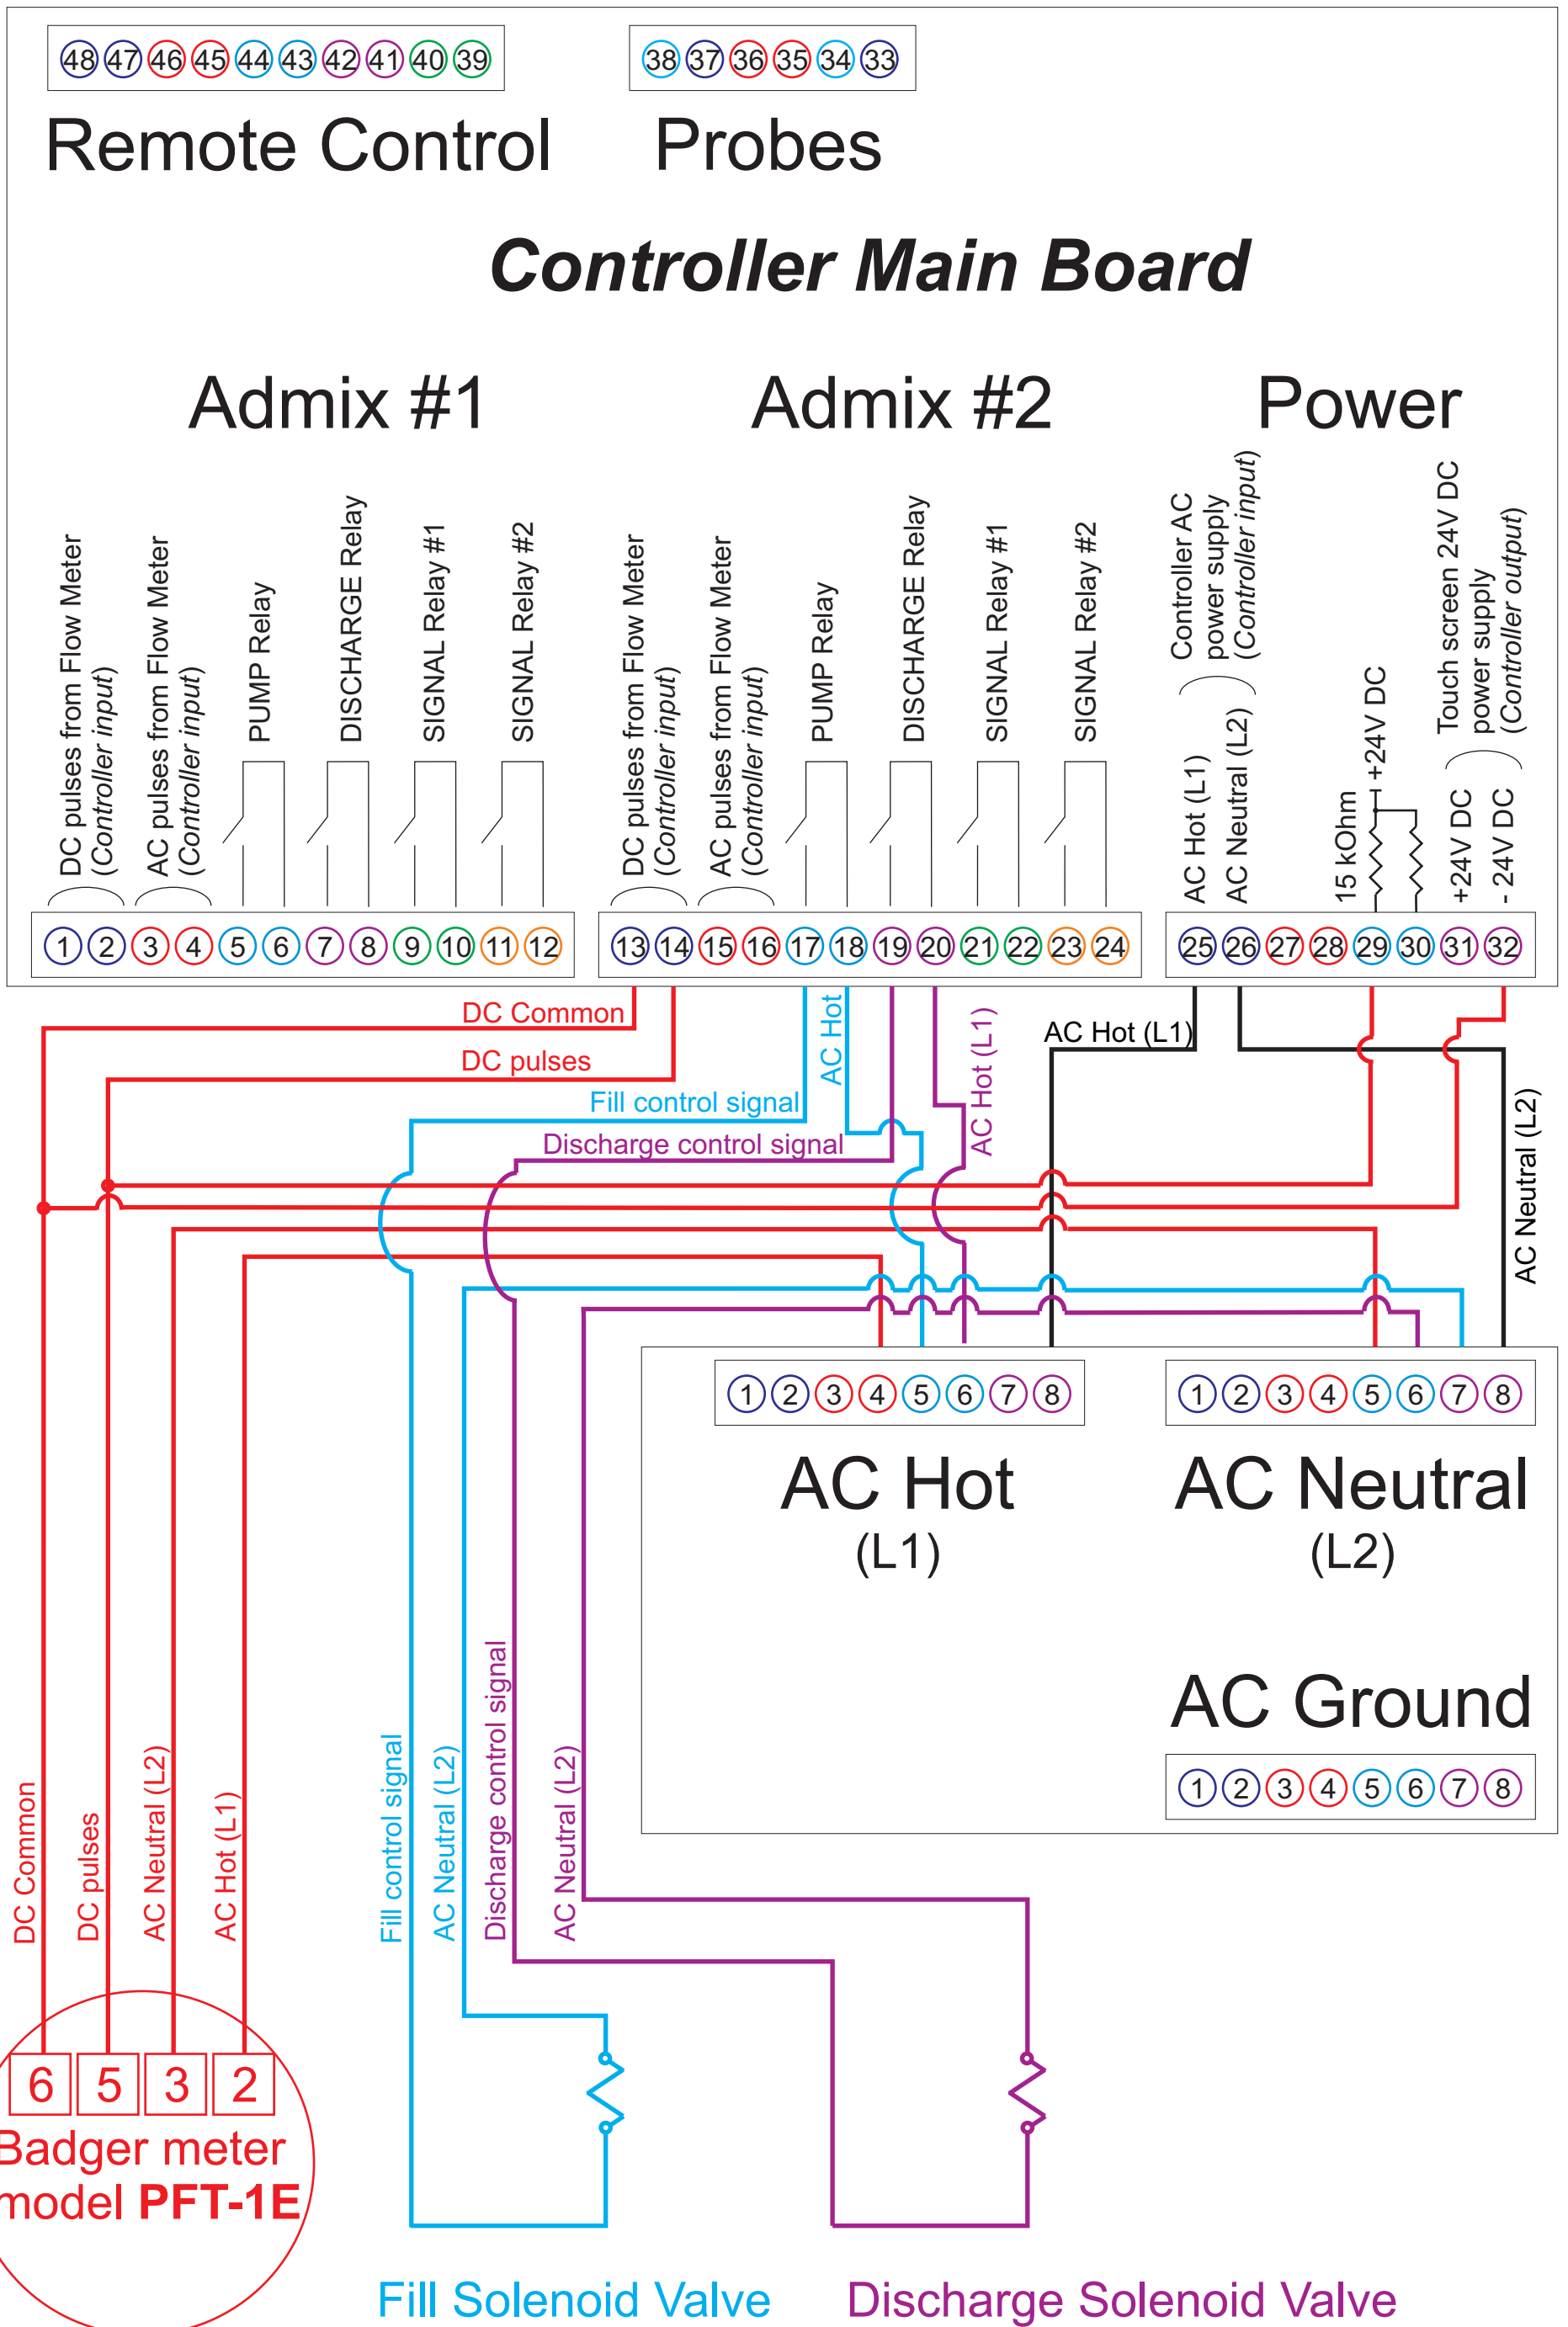 48 47 46 45 44 43 42 41 40 39
38 37 36 35 34 33
Remote Control
Probes
Controller Main Board
Admix #1
Admix #2
Power
DC pulses from Flow Meter
(Controller input)
AC pulses from Flow Meter
(Controller input)
PUMP Relay
DISCHARGE Relay
SIGNAL Relay #1
SIGNAL Relay #2
DC pulses from Flow Meter
(Controller input)
AC pulses from Flow Meter
(Controller input)
PUMP Relay
DISCHARGE Relay
SIGNAL Relay #1
SIGNAL Relay #2
Controller AC
power supply
(Controller input)
AC Hot (L1)
AC Neutral (L2)
15 kOhm
+24V DC
Touch screen 24V DC
power supply
(Controller output)
+24V DC
- 24V DC
1 2 3 4 5 6 7 8 9 10 11 12
13 14 15 16 17 18 19 20 21 22 23 24
25 26 27 28 29 30 31 32
DC Common
DC pulses
Fill control signal
AC Hot
Discharge control signal
AC Hot (L1)
AC Hot (L1)
AC Neutral (L2)
1 2 3 4 5 6 7 8
1 2 3 4 5 6 7 8
AC Hot
(L1)
AC Neutral
(L2)
AC Ground
1 2 3 4 5 6 7 8
DC Common
DC pulses
AC Neutral (L2)
AC Hot (L1)
Fill control signal
AC Neutral (L2)
Discharge control signal
AC Neutral (L2)
6 5 3 2
Badger meter
model PFT-1E
Fill Solenoid Valve
Discharge Solenoid Valve